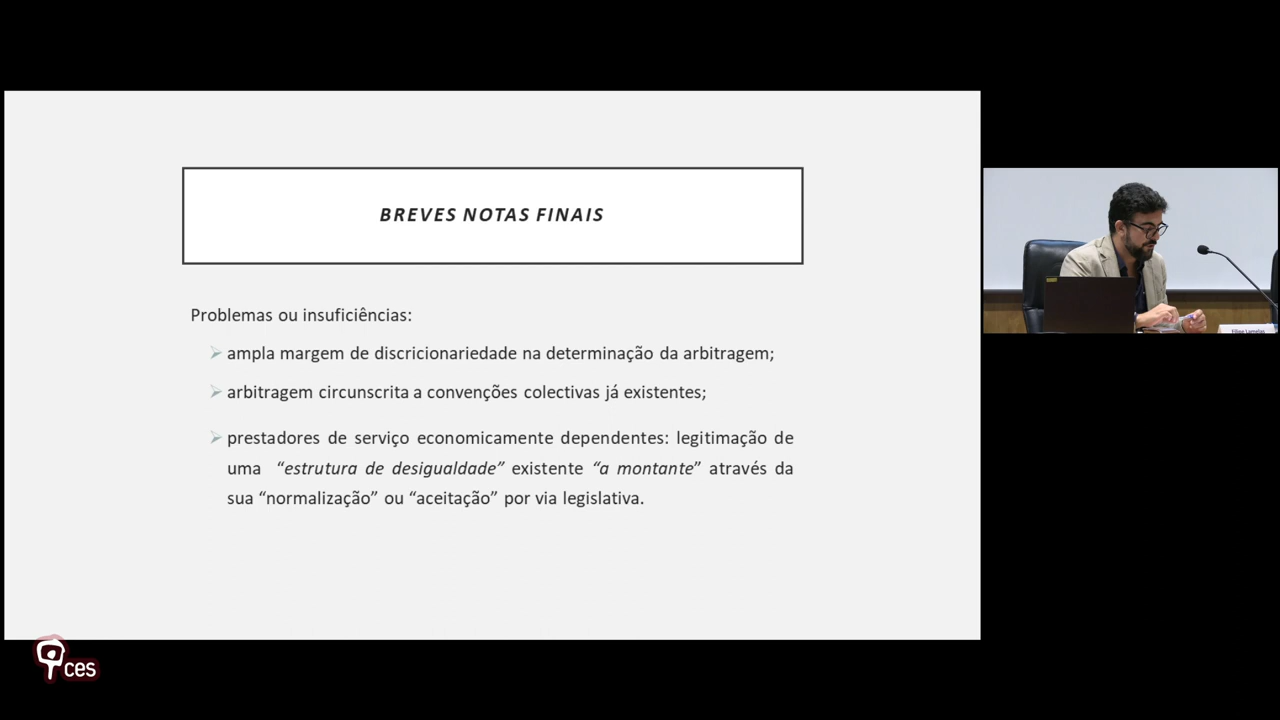 BREVES NOTAS FINAIS
Problemas ou insuficiências:
ampla margem de discricionariedade na determinação da arbitragem;
arbitragem circunscrita a convenções colectivas já existentes;
prestadores de serviço economicamente dependentes: legitimação de
uma “estrutura de desigualdade” existente “a montante” através da
sua “normalização” ou “aceitação” por via legislativa.
Filipe Lamelas
ces